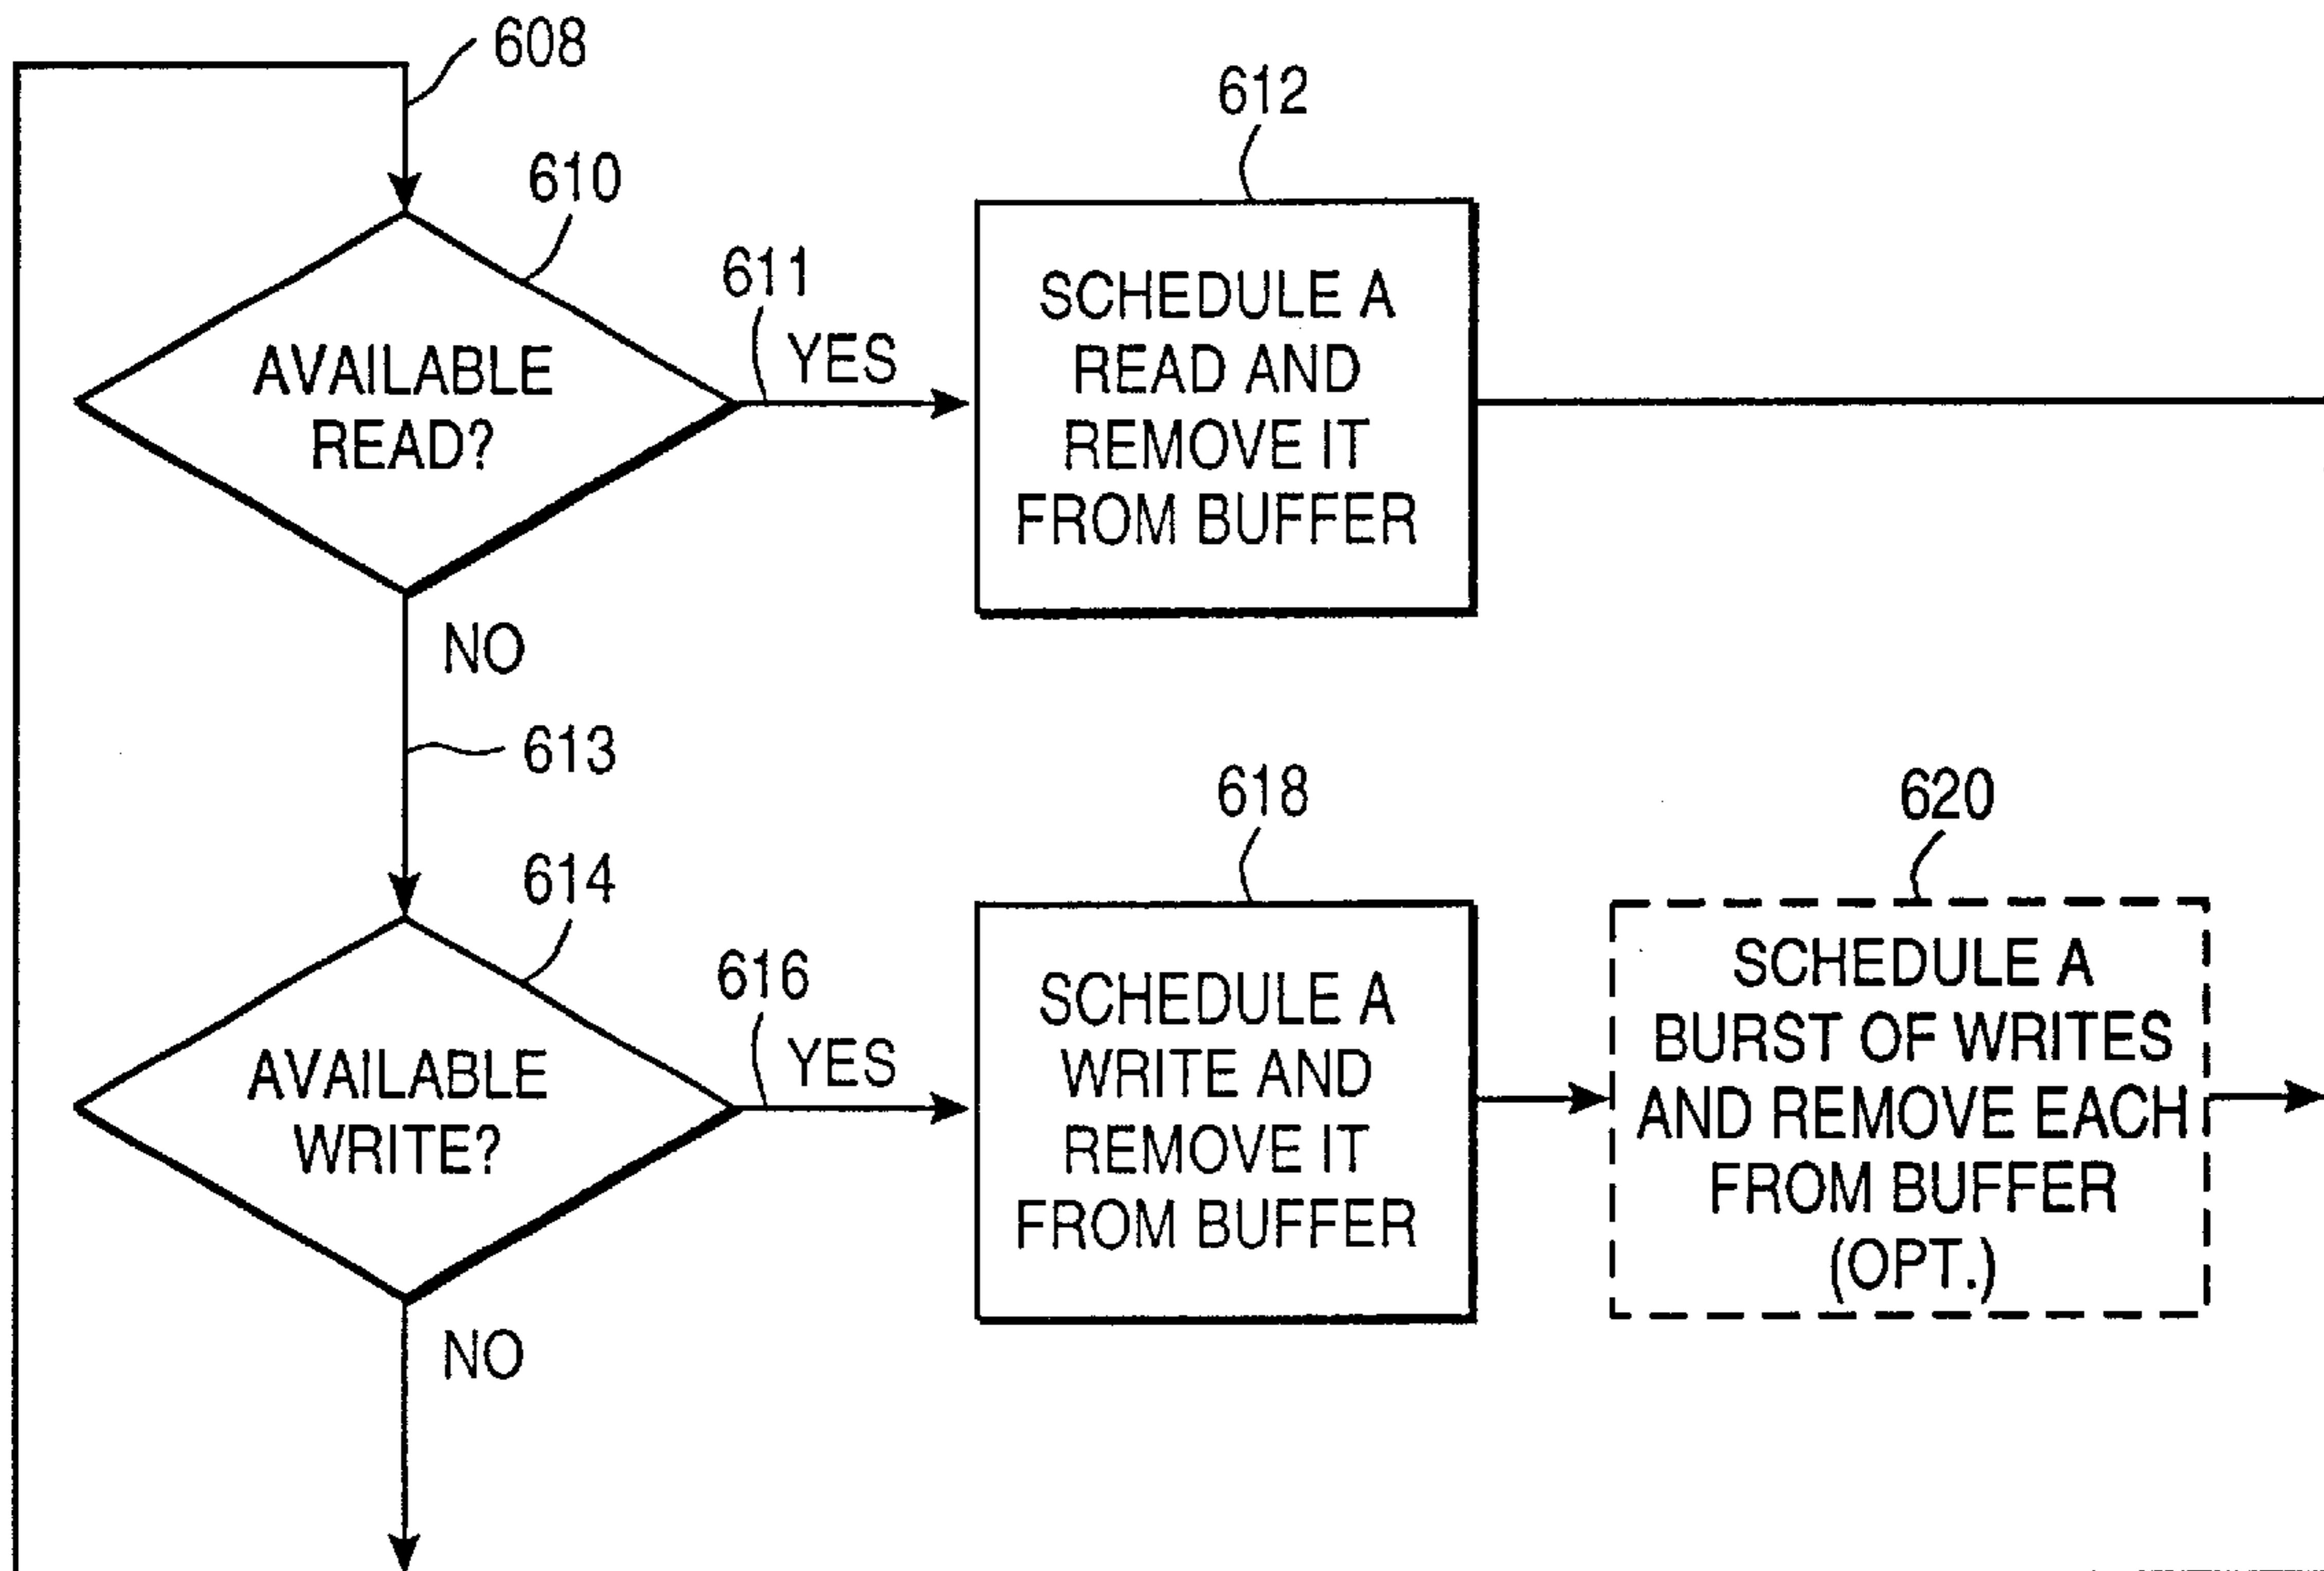 608
610
AVAILABLE
READ?
611
YES
612
SCHEDULE A
READ AND
REMOVE IT
FROM BUFFER
NO
613
614
AVAILABLE
WRITE?
616
YES
618
SCHEDULE A
WRITE AND
REMOVE IT
FROM BUFFER
620
SCHEDULE A
BURST OF WRITES
AND REMOVE EACH
FROM BUFFER
(OPT.)
NO